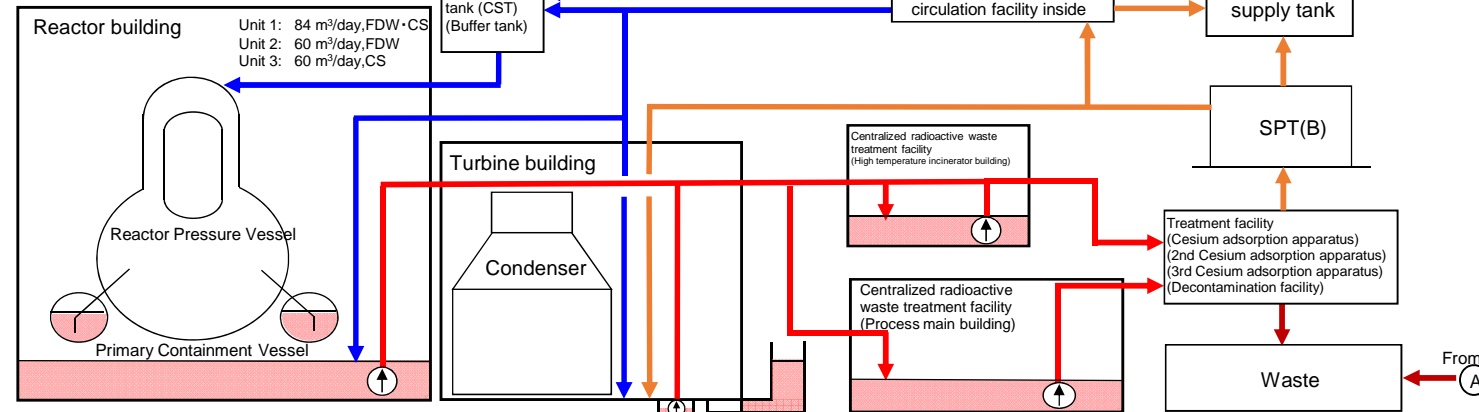 Reactor building
Unit 1: 84 m³/day,FDW・CS
Unit 2: 60 m³/day,FDW
Unit 3: 60 m³/day,CS
tank (CST)
(Buffer tank)
circulation facility inside
supply tank
SPT(B)
Centralized radioactive waste
treatment facility
(High temperature incinerator building)
Turbine building
Reactor Pressure Vessel
Condenser
Treatment facility
(Cesium adsorption apparatus)
(2nd Cesium adsorption apparatus)
(3rd Cesium adsorption apparatus)
(Decontamination facility)
Centralized radioactive
waste treatment facility
(Process main building)
Primary Containment Vessel
Waste
From
A